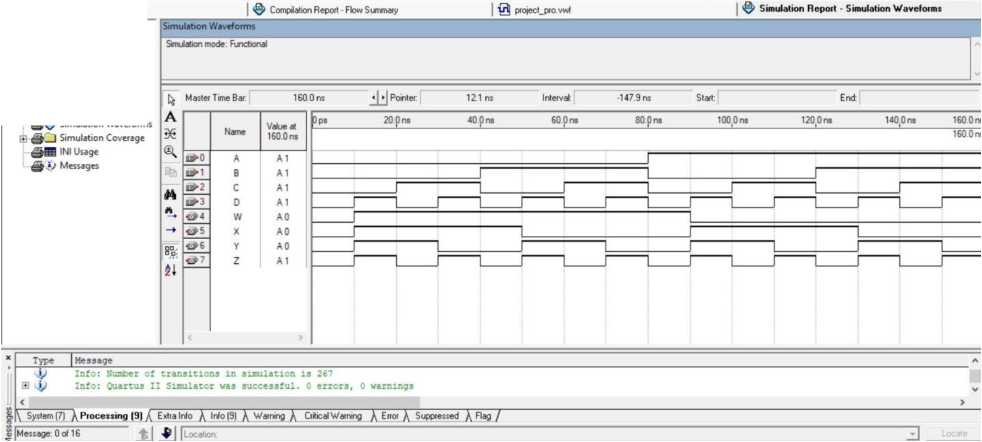 Compilation Report - Flow Summary
project_pro.vwf
Simulation Report - Simulation Waveforms
Simulation Waveforms
Simulation mode: Functional
Master Time Bar: 160.0 ns Pointer: 12.1 ns Interval: -147.9 ns Start: End:
Simulation Waveforms
Simulation Coverage
INI Usage
Messages
Name
Value at
160.0 ns
0 ps 20.0 ns 40.0 ns 60.0 ns 80.0 ns 100.0 ns 120.0 ns 140.0 ns 160.0 ns
160.0 ns
0 A A 1
1 B A 1
2 C A 1
3 D A 1
4 W A 0
5 X A 0
6 Y A 0
7 Z A 1
Type Message
Info: Number of transitions in simulation is 267
Info: Quartus II Simulator was successful. 0 errors, 0 warnings
System (7) Processing (9) Extra Info Info (9) Warning Critical Warning Error Suppressed Flag
Messages
Message: 0 of 16 Location: Locate